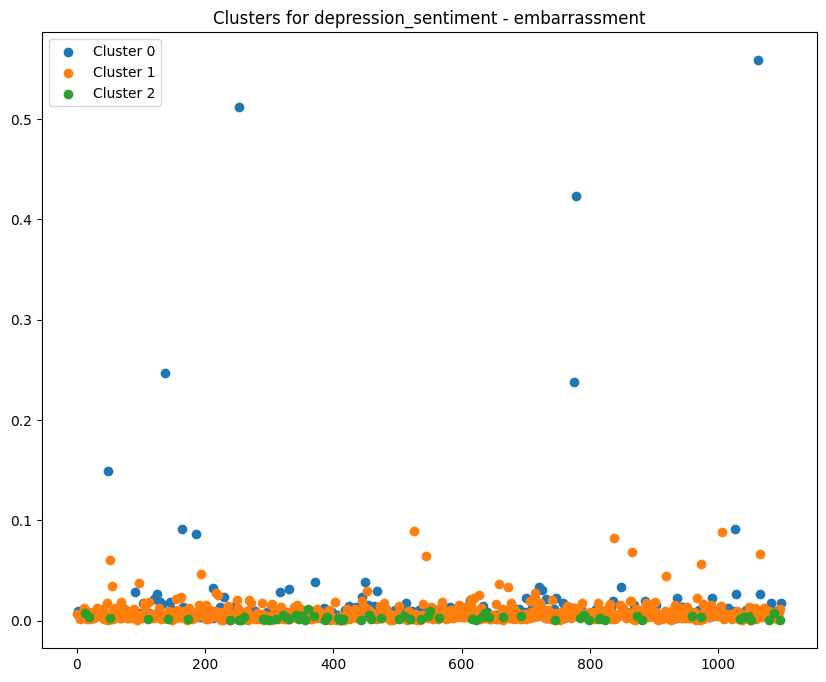 Clusters for depression_sentiment - embarrassment
Cluster 0
Cluster 1
Cluster 2
0.5
0.4
0.3
0.2
0.1
0.0
0 200 400 600 800 1000